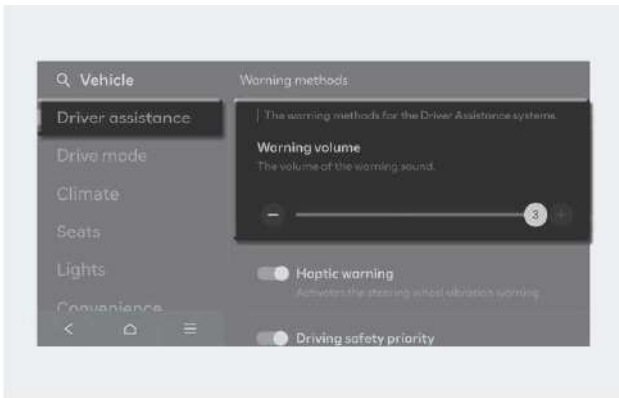 Vehicle
Warning methods
Driver assistance
The warning methods for the Driver Assistance systems.
Warning volume
The volume of the warning sound.
Drive mode
Climate
3
Seats
Lights
Haptic warning
Activates the steering wheel vibration warning
Convenience
Driving safety priority